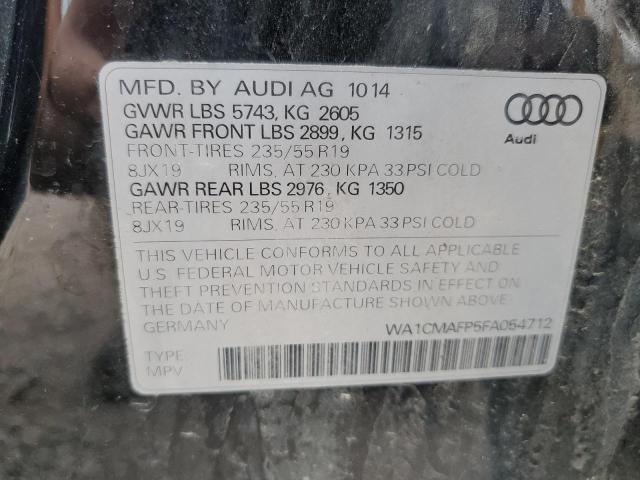 MFD. BY AUDI AG 1014
GVWR LBS 5743, KG 2605
GAWR FRONT LBS 2899, KG 1315
FRONT-TIRES 235/55 R19
8JX19 RIMS, AT 230 KPA 33 PSI COLD
GAWR REAR LBS 2976, KG 1350
REAR-TIRES 235/55 R19
8JX19 RIMS, AT 230 KPA 33 PSI COLD
Audi
THIS VEHICLE CONFORMS TO ALL APPLICABLE
U.S. FEDERAL MOTOR VEHICLE SAFETY AND
THEFT PREVENTION STANDARDS IN EFFECT ON
THE DATE OF MANUFACTURE SHOWN ABOVE.
GERMANY WA1CMAFP5FA054712
TYPE
MPV